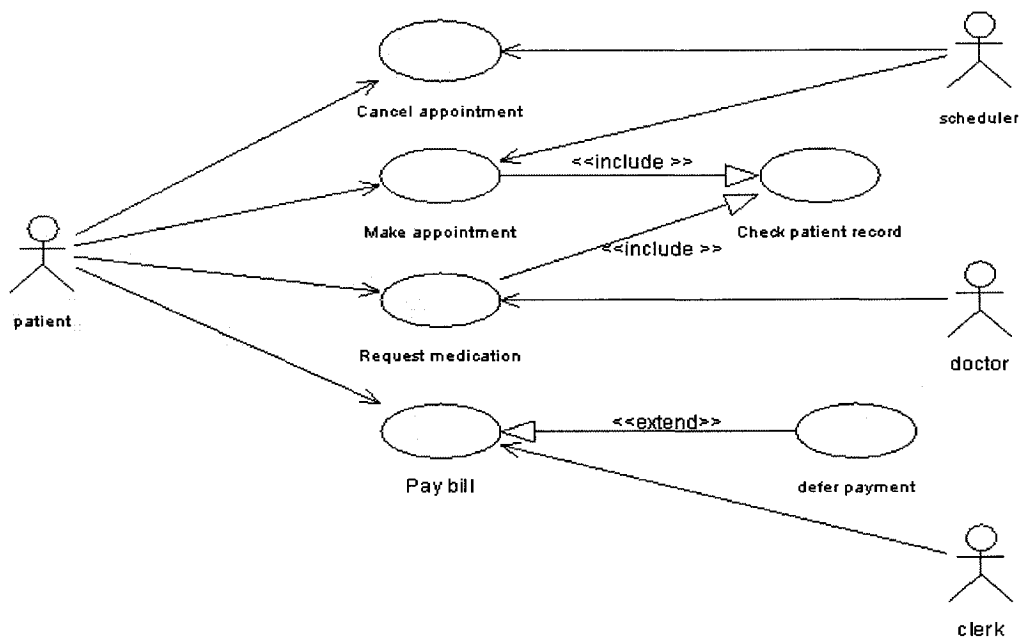 Cancel appointment
scheduler
<<include >>
Make appointment
Check patient record
<<include >>
patient
Request medication
doctor
<<extend>>
Pay bill
defer payment
clerk